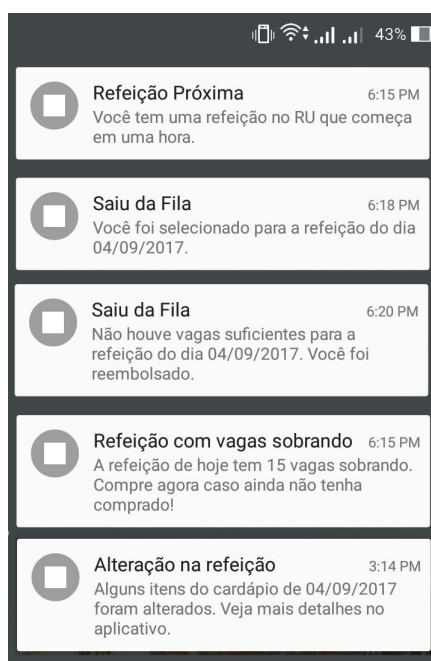 43%
Refeição Próxima 6:15 PM
Você tem uma refeição no RU que começa
em uma hora.
Saiu da Fila 6:18 PM
Você foi selecionado para a refeição do dia
04/09/2017.
Saiu da Fila 6:20 PM
Não houve vagas suficientes para a
refeição do dia 04/09/2017. Você foi
reembolsado.
Refeição com vagas sobrando 6:15 PM
A refeição de hoje tem 15 vagas sobrando.
Compre agora caso ainda não tenha
comprado!
Alteração na refeição 3:14 PM
Alguns itens do cardápio de 04/09/2017
foram alterados. Veja mais detalhes no
aplicativo.